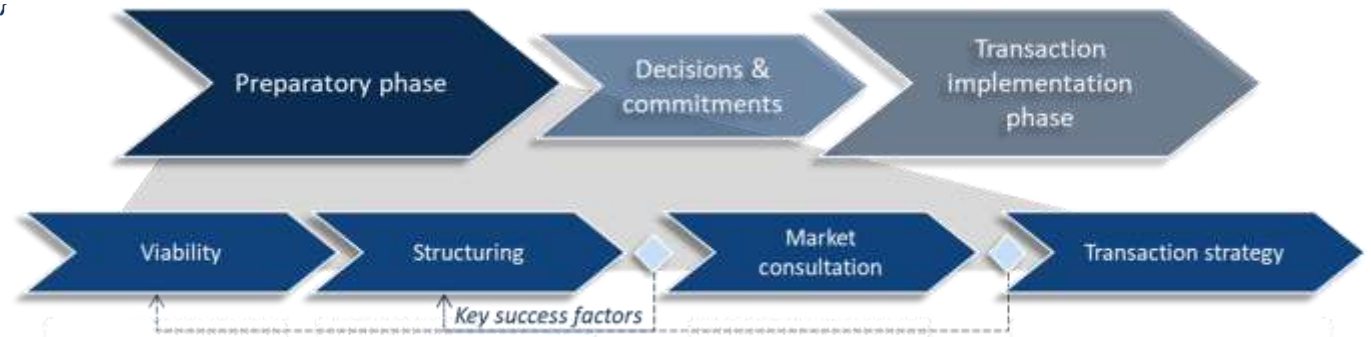 Preparatory phase
Decisions &
commitments
Transaction
implementation
phase
Viability
Structuring
Market
consultation
Transaction strategy
Key success factors